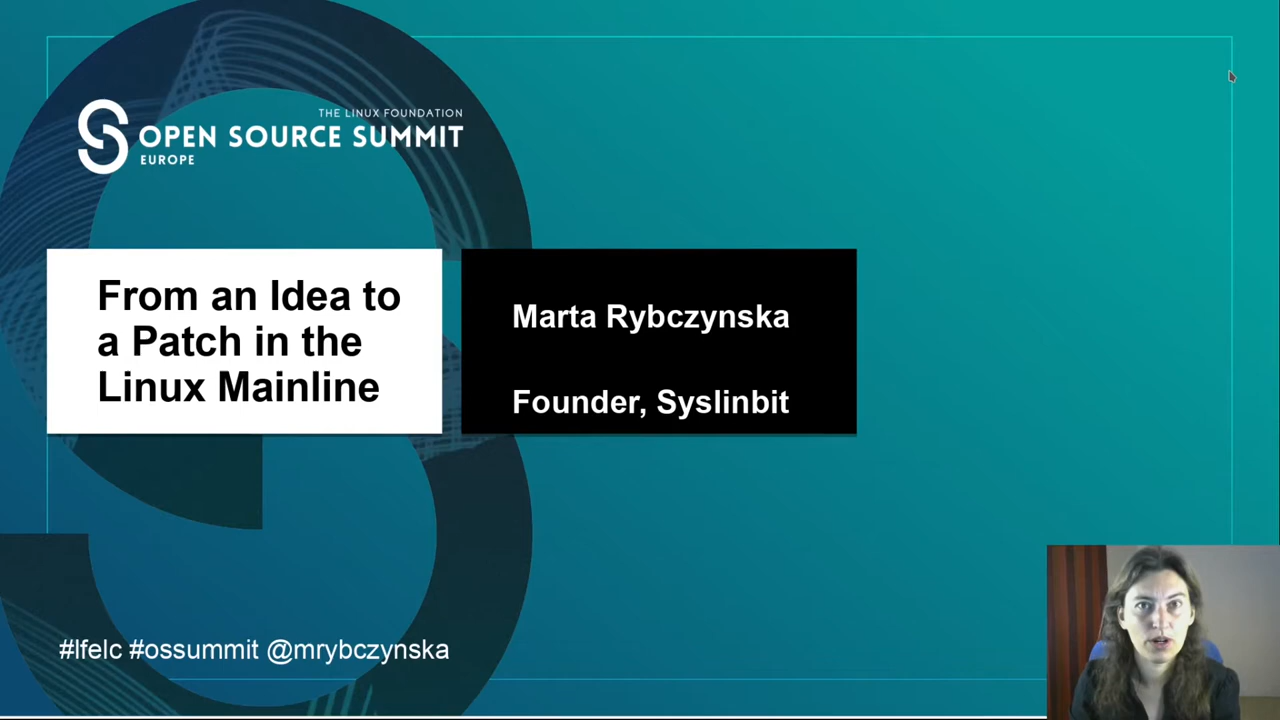 THE LINUX FOUNDATION
OPEN SOURCE SUMMIT
EUROPE
From an Idea to
a Patch in the
Linux Mainline
Marta Rybczynska
Founder, Syslinbit
#lfelc #ossummit @mrybczynska